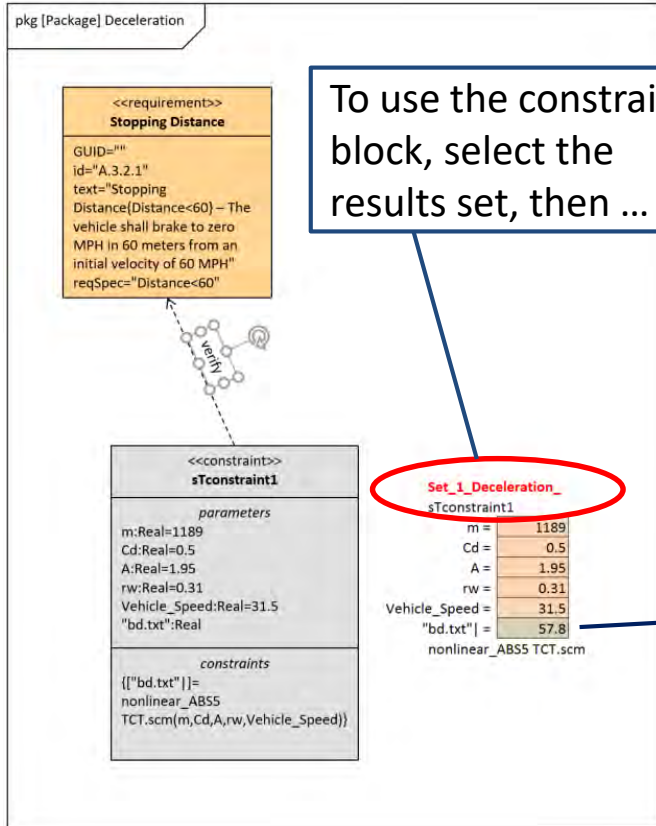 pkg [Package] Deceleration
<<requirement>>
Stopping Distance
GUID=""
id="A.3.2.1"
text="Stopping
Distance{Distance<60} – The
vehicle shall brake to zero
MPH in 60 meters from an
initial velocity of 60 MPH"
reqSpec="Distance<60"
To use the constrai
block, select the
results set, then ...
verify
<<constraint>>
sTconstraint1
parameters
m:Real=1189
Cd:Real=0.5
A:Real=1.95
rw:Real=0.31
Vehicle_Speed:Real=31.5
"bd.txt":Real
constraints
{["bd.txt"|]=
nonlinear_ABS5
TCT.scm(m,Cd,A,rw,Vehicle_Speed)}
Set_1_Deceleration_
sTconstraint1
m = 1189
Cd = 0.5
A = 1.95
rw = 0.31
Vehicle_Speed = 31.5
"bd.txt"| = 57.8
nonlinear_ABS5 TCT.scm